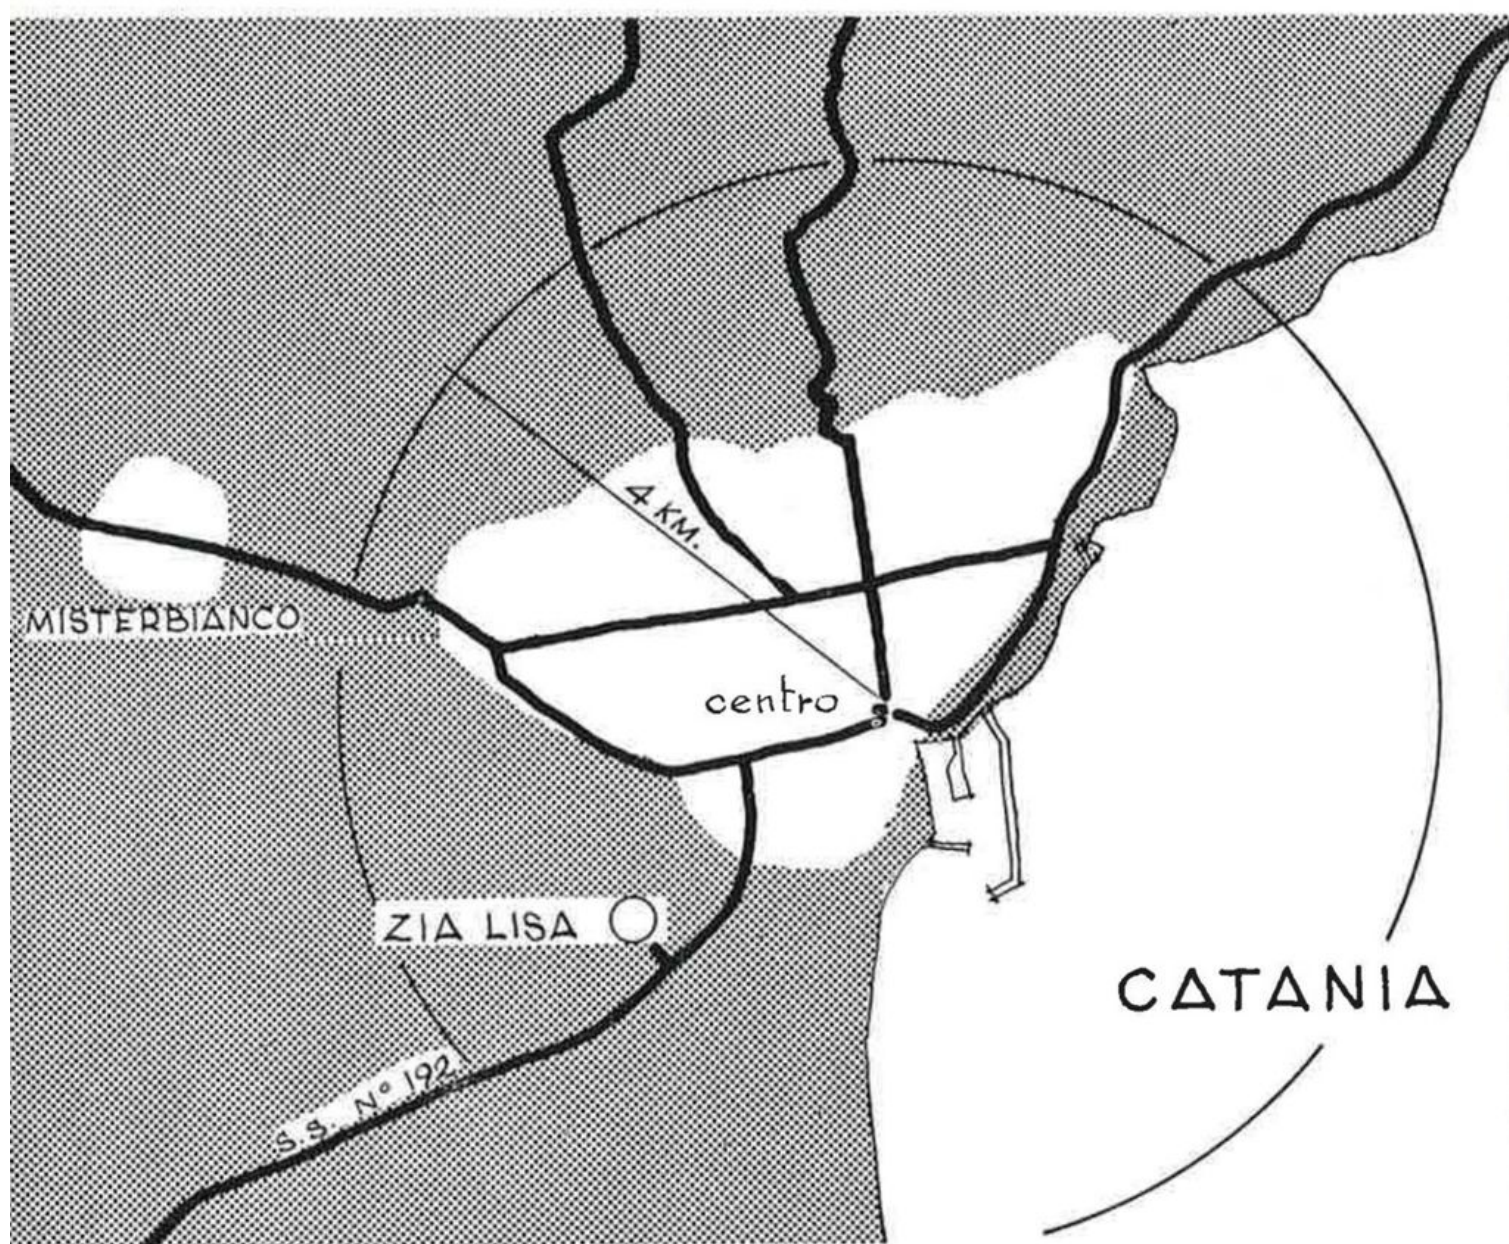 4 KM.
MISTERBIANCO
centro
ZIA LISA
CATANIA
S.S. N° 192